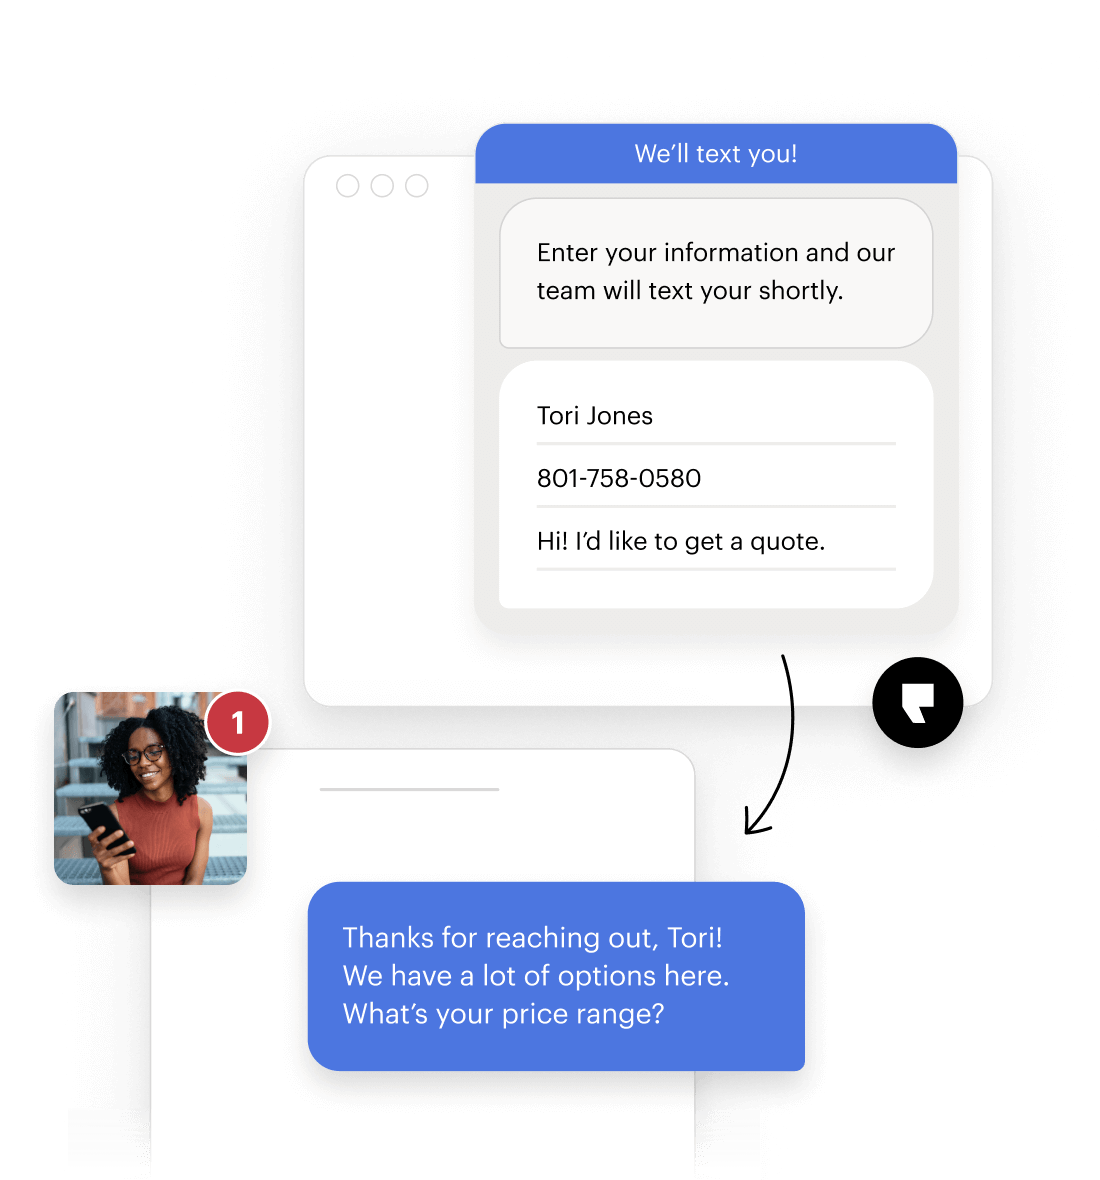 We’ll text you!
Enter your information and our
team will text your shortly.
Tori Jones
801-758-0580
Hi! I’d like to get a quote.
1
Thanks for reaching out, Tori!
We have a lot of options here.
What’s your price range?